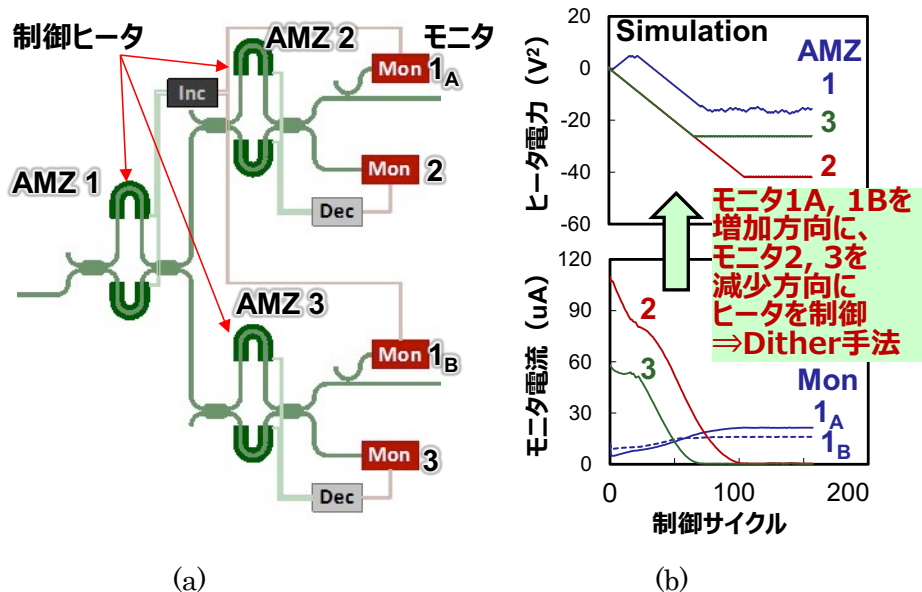 制御ヒータ
AMZ 2
モニタ
Mon
1A
Inc
Mon
2
AMZ 1
Dec
AMZ 3
Mon
1B
Mon
3
Dec
(a)
Simulation
AMZ
1
3
2
20
0
-20
-40
-60
ヒータ電力 (V²)
モニタ1A, 1Bを
増加方向に、
モニタ2, 3を
減少方向に
ヒータを制御
⇒Dither手法
120
90
60
30
0
モニタ電流 (uA)
2
3
Mon
1A
1B
0
100
200
制御サイクル
(b)